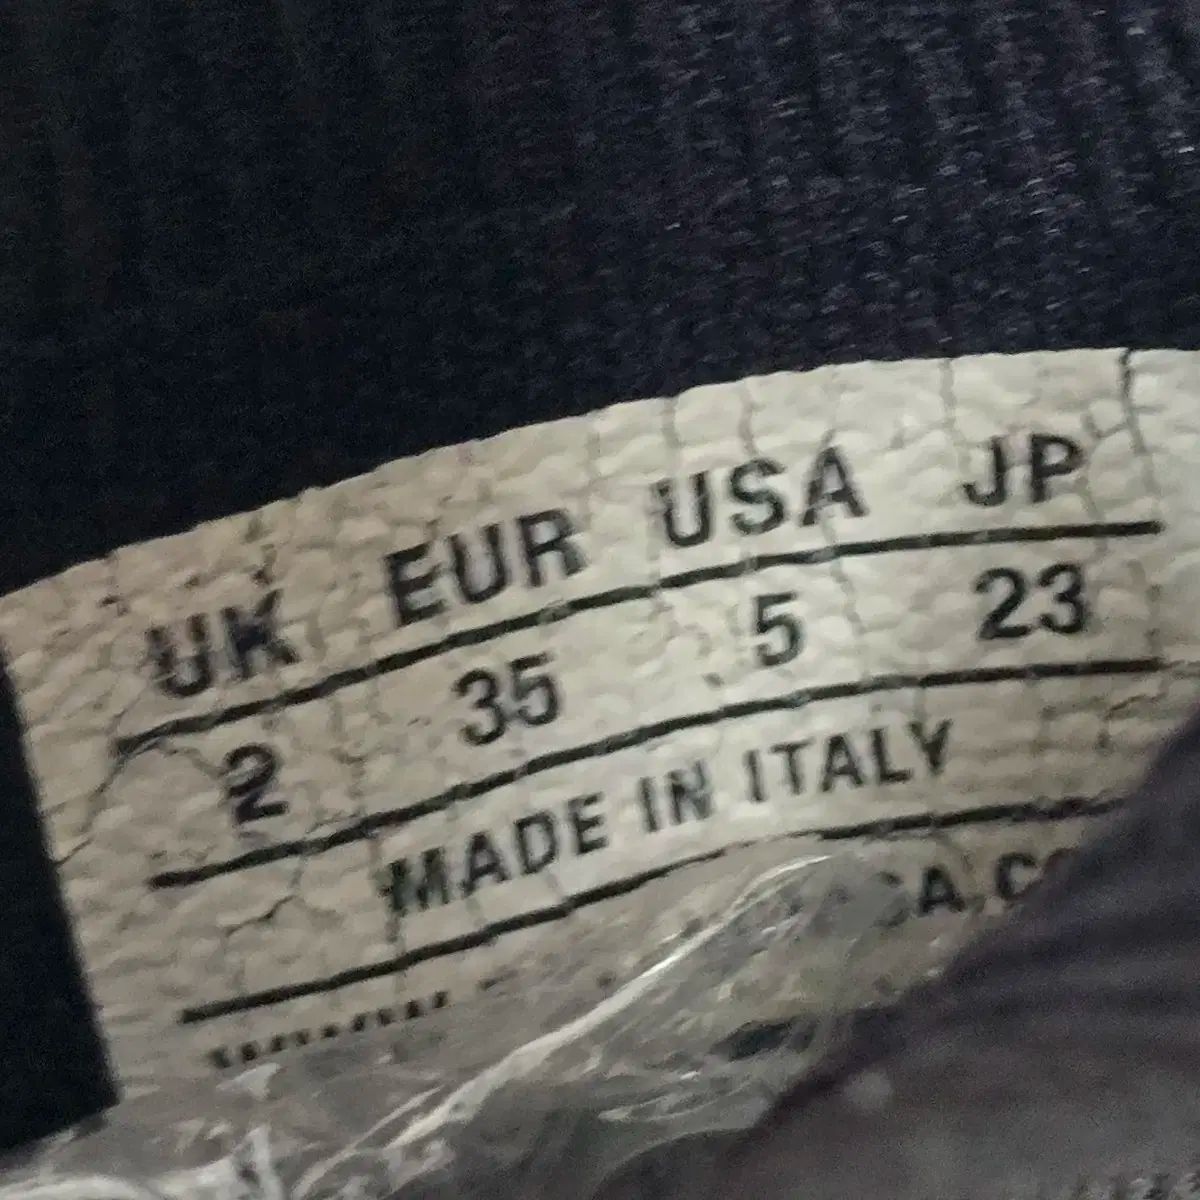 UK EUR USA JP
2 35 5 23
MADE IN ITALY